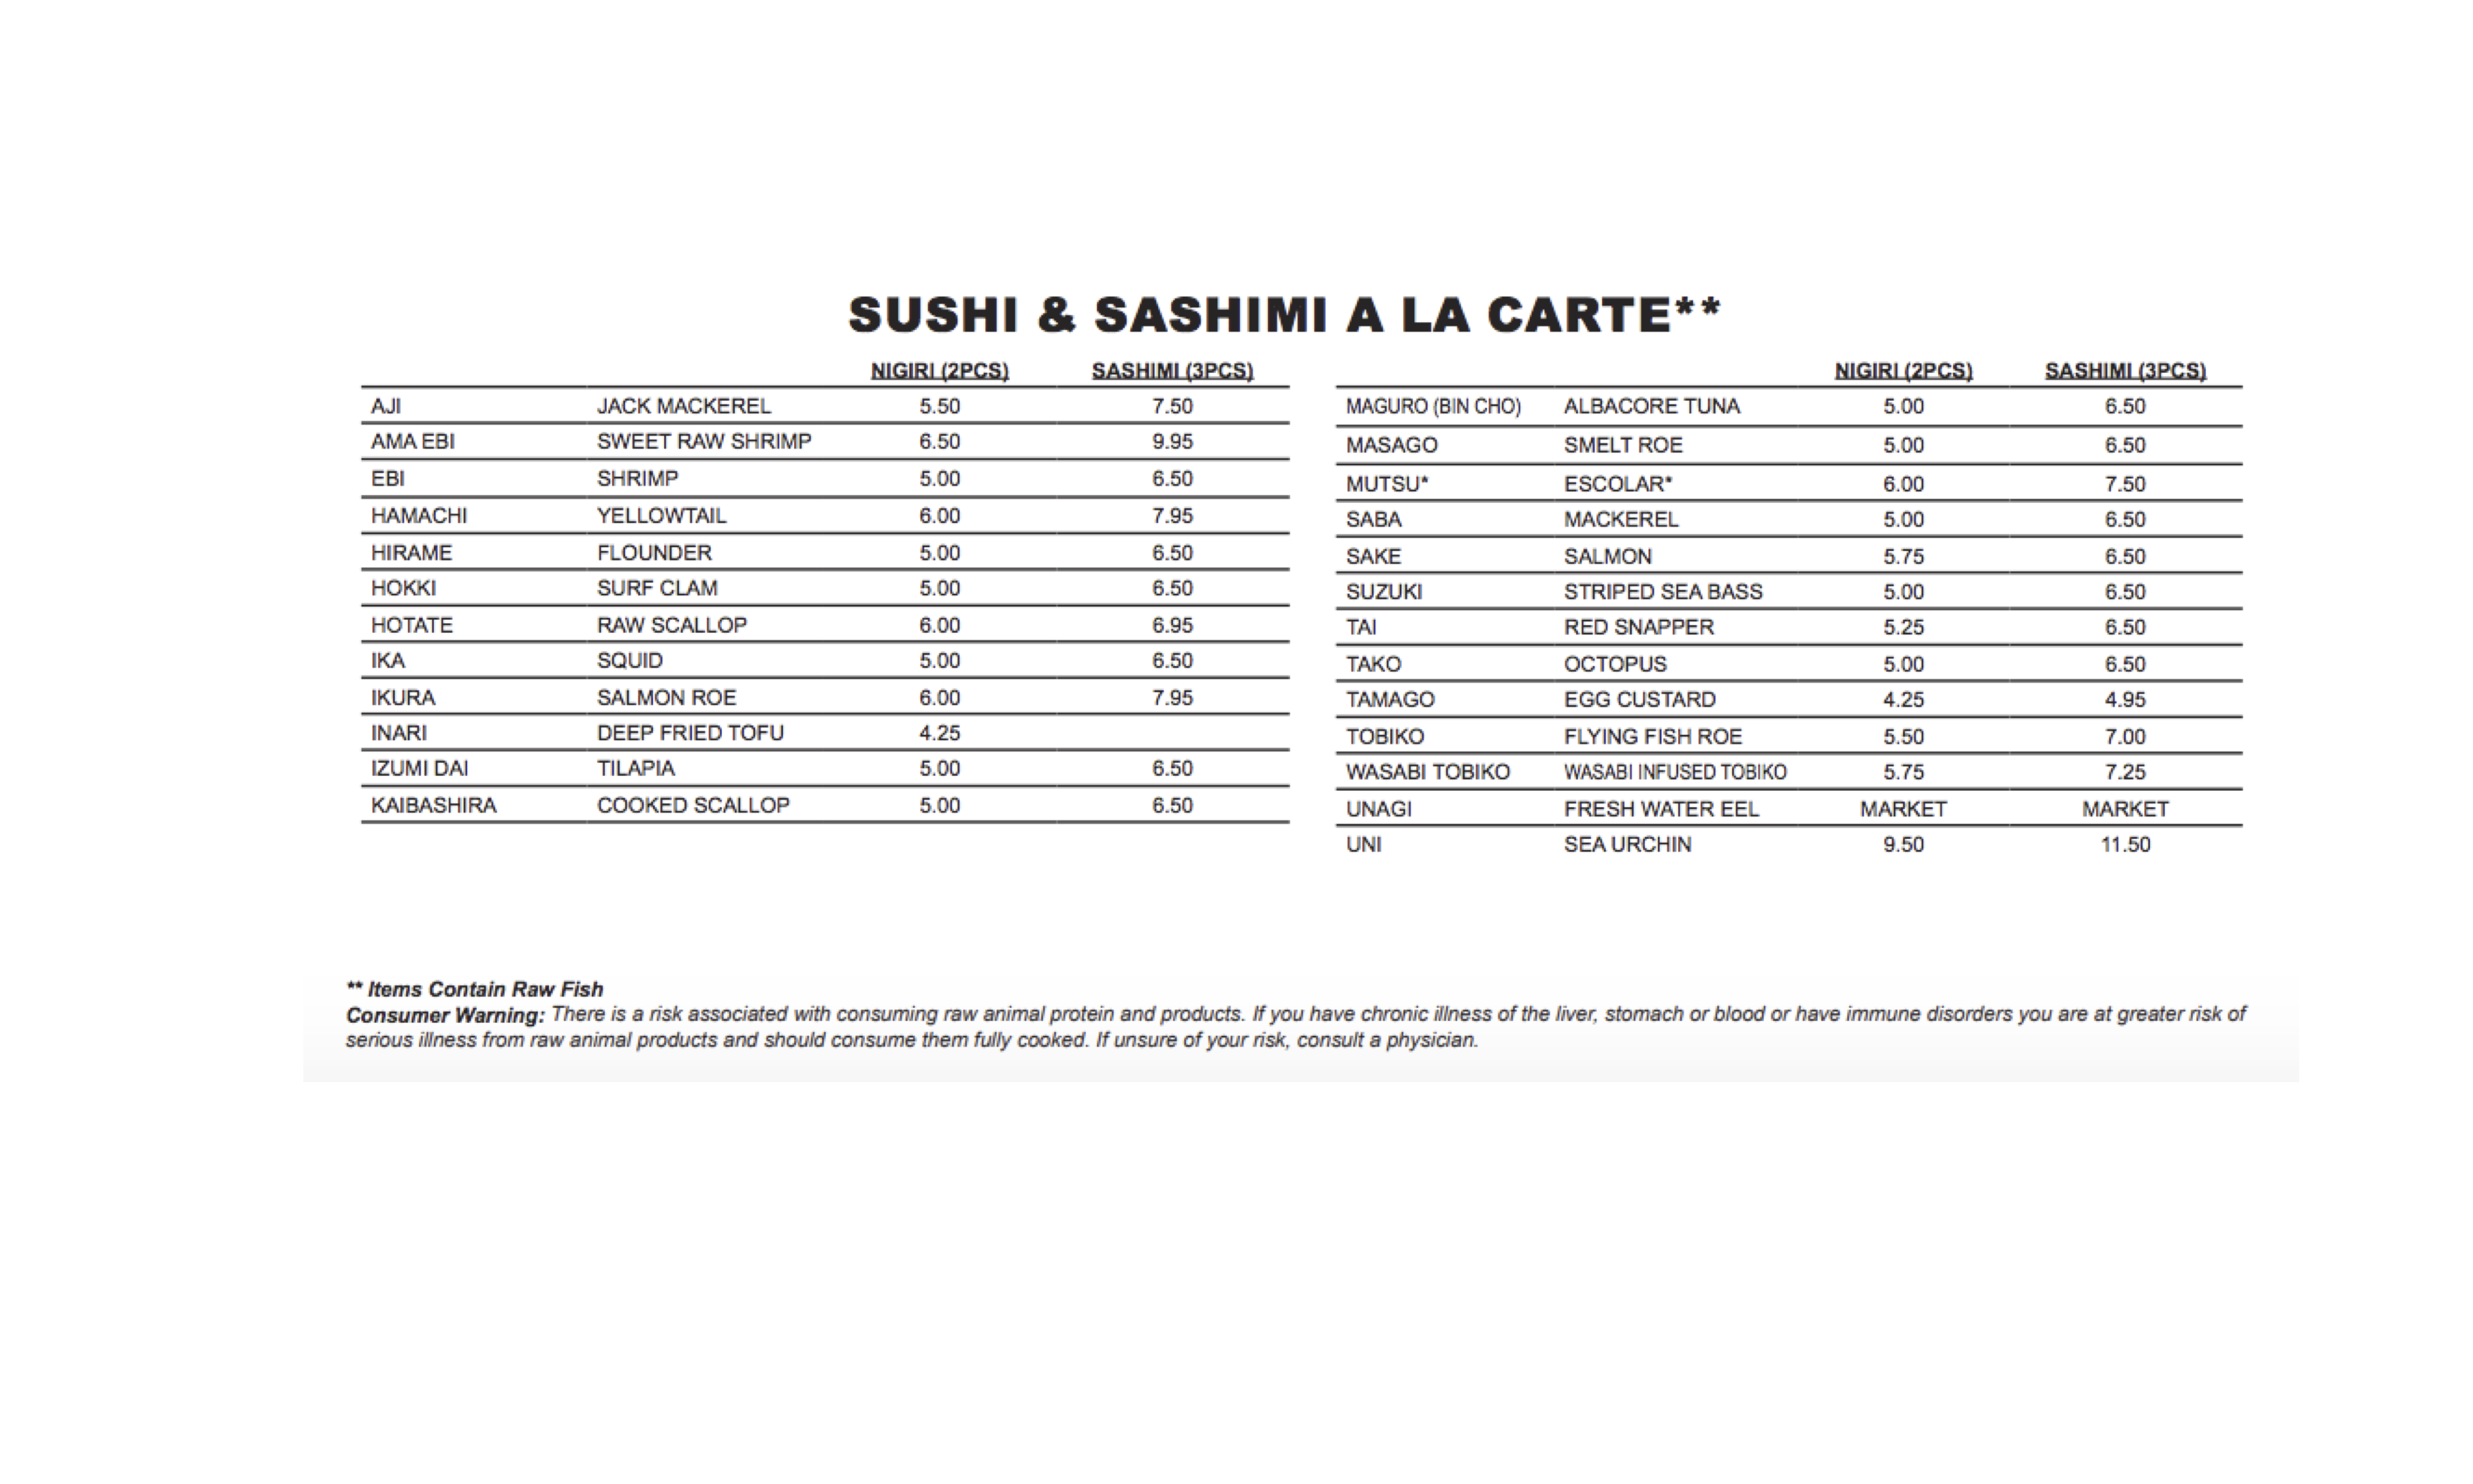 SUSHI & SASHIMI A LA CARTE**
NIGIRI (2PCS) SASHIMI (3PCS)
AJI JACK MACKEREL 5.50 7.50
AMA EBI SWEET RAW SHRIMP 6.50 9.95
EBI SHRIMP 5.00 6.50
HAMACHI YELLOWTAIL 6.00 7.95
HIRAME FLOUNDER 5.00 6.50
HOKKI SURF CLAM 5.00 6.50
HOTATE RAW SCALLOP 6.00 6.95
IKA SQUID 5.00 6.50
IKURA SALMON ROE 6.00 7.95
INARI DEEP FRIED TOFU 4.25
IZUMI DAI TILAPIA 5.00 6.50
KAIBASHIRA COOKED SCALLOP 5.00 6.50
NIGIRI (2PCS) SASHIMI (3PCS)
MAGURO (BIN CHO) ALBACORE TUNA 5.00 6.50
MASAGO SMELT ROE 5.00 6.50
MUTSU* ESCOLAR* 6.00 7.50
SABA MACKEREL 5.00 6.50
SAKE SALMON 5.75 6.50
SUZUKI STRIPED SEA BASS 5.00 6.50
TAI RED SNAPPER 5.25 6.50
TAKO OCTOPUS 5.00 6.50
TAMAGO EGG CUSTARD 4.25 4.95
TOBIKO FLYING FISH ROE 5.50 7.00
WASABI TOBIKO WASABI INFUSED TOBIKO 5.75 7.25
UNAGI FRESH WATER EEL MARKET MARKET
UNI SEA URCHIN 9.50 11.50
** Items Contain Raw Fish
Consumer Warning: There is a risk associated with consuming raw animal protein and products. If you have chronic illness of the liver, stomach or blood or have immune disorders you are at greater risk of
serious illness from raw animal products and should consume them fully cooked. If unsure of your risk, consult a physician.